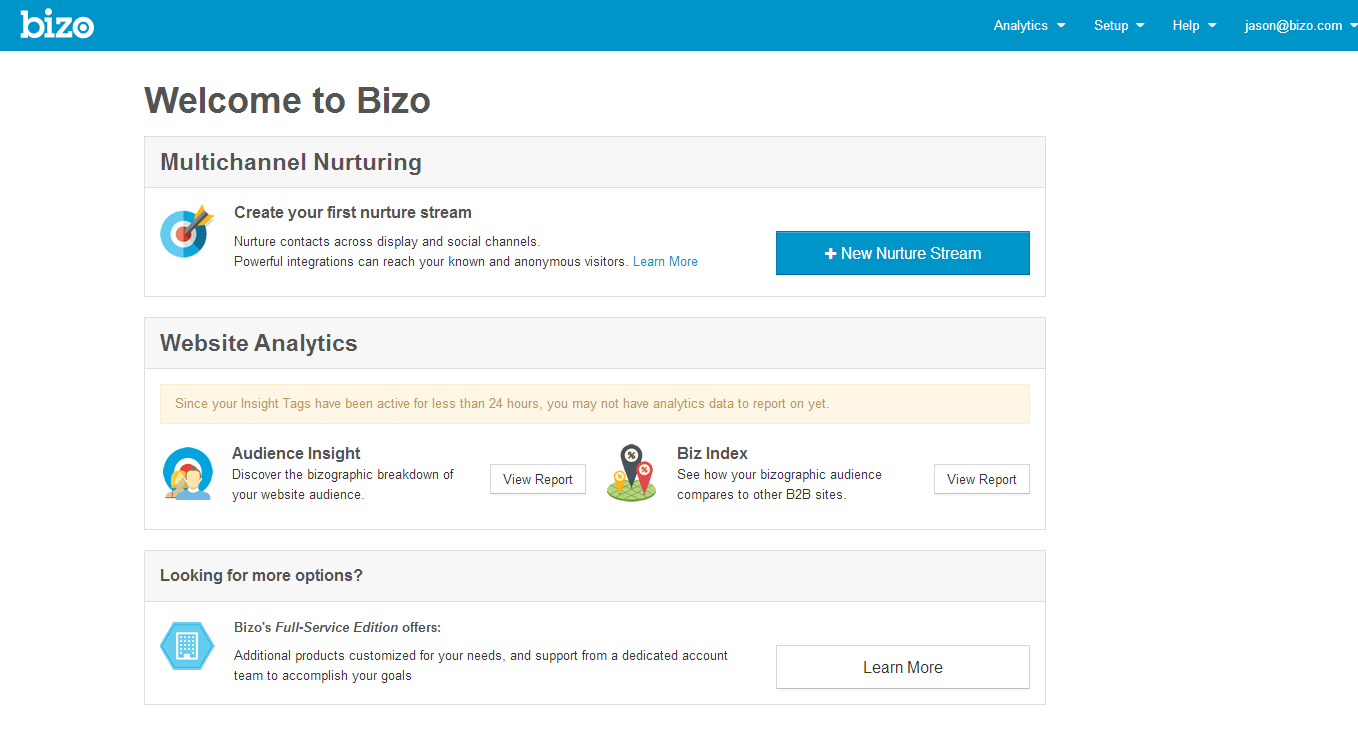 bizo
Analytics Setup Help jason@bizo.com
Welcome to Bizo
Multichannel Nurturing
Create your first nurture stream
Nurture contacts across display and social channels.
Powerful integrations can reach your known and anonymous visitors. Learn More
+ New Nurture Stream
Website Analytics
Since your Insight Tags have been active for less than 24 hours, you may not have analytics data to report on yet.
Audience Insight
Discover the bizographic breakdown of
your website audience.
View Report
Biz Index
See how your bizographic audience
compares to other B2B sites.
View Report
Looking for more options?
Bizo's Full-Service Edition offers:
Additional products customized for your needs, and support from a dedicated account
team to accomplish your goals
Learn More